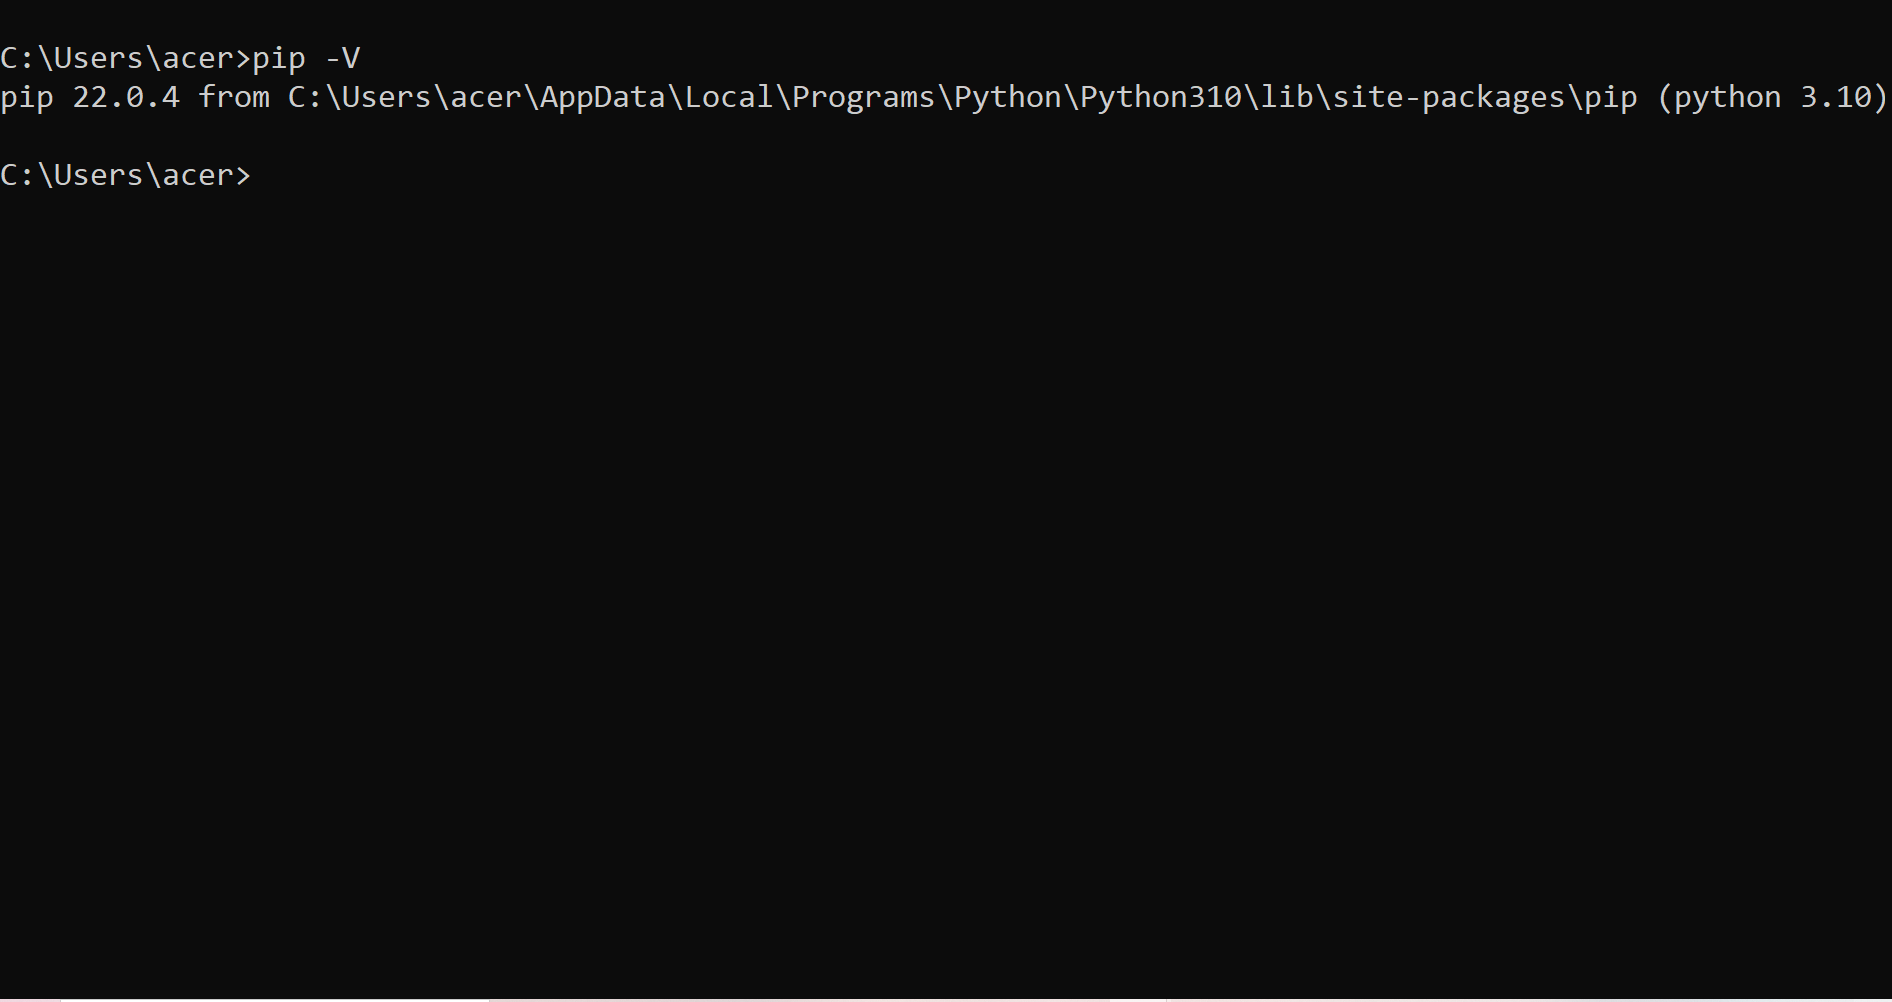 C:\Users\acer>pip -V
pip 22.0.4 from C:\Users\acer\AppData\Local\Programs\Python\Python310\lib\site-packages\pip (python 3.10)
C:\Users\acer>